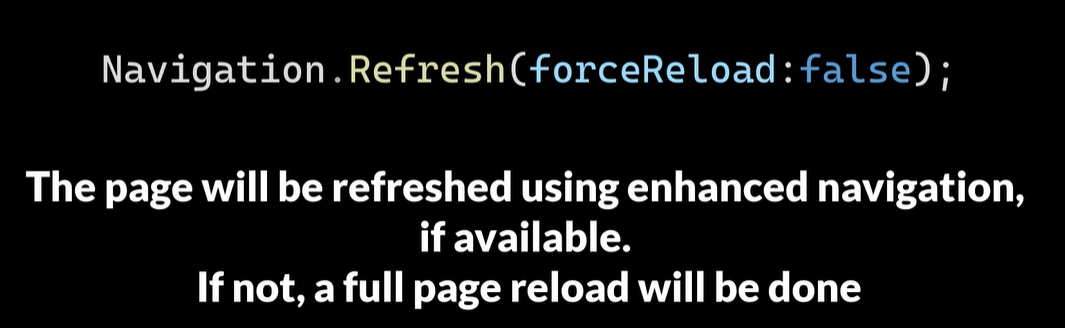 Navigation.Refresh(forceReload:false);
The page will be refreshed using enhanced navigation,
if available.
If not, a full page reload will be done